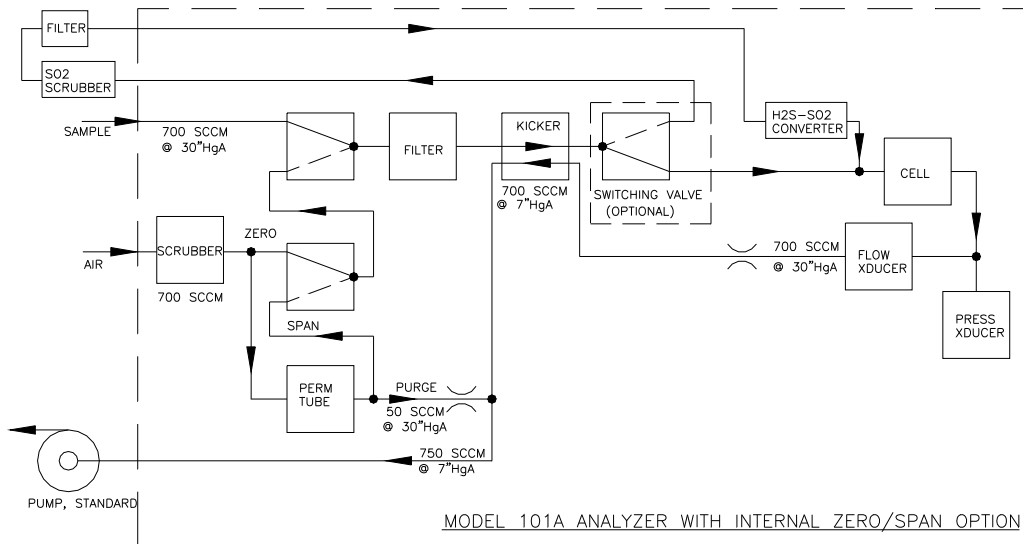 FILTER
SO2
SCRUBBER
SAMPLE
700 SCCM
@ 30"HgA
FILTER
KICKER
700 SCCM
@ 7"HgA
SWITCHING VALVE
(OPTIONAL)
H2S-SO2
CONVERTER
CELL
AIR
SCRUBBER
700 SCCM
ZERO
SPAN
700 SCCM
@ 30"HgA
FLOW
XDUCER
PRESS
XDUCER
PERM
TUBE
PURGE
50 SCCM
@ 30"HgA
750 SCCM
@ 7"HgA
PUMP, STANDARD
MODEL 101A ANALYZER WITH INTERNAL ZERO/SPAN OPTION